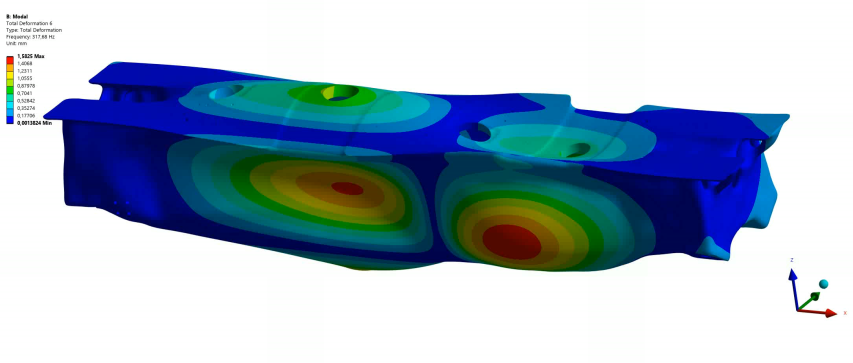 B: Modal
Total Deformation 6
Type: Total Deformation
Frequency: 317,68 Hz
Unit: mm
1,5825 Max
1,4068
1,2311
1,0555
0,87978
0,7041
0,52842
0,35274
0,17706
0,0013824 Min
Z
X